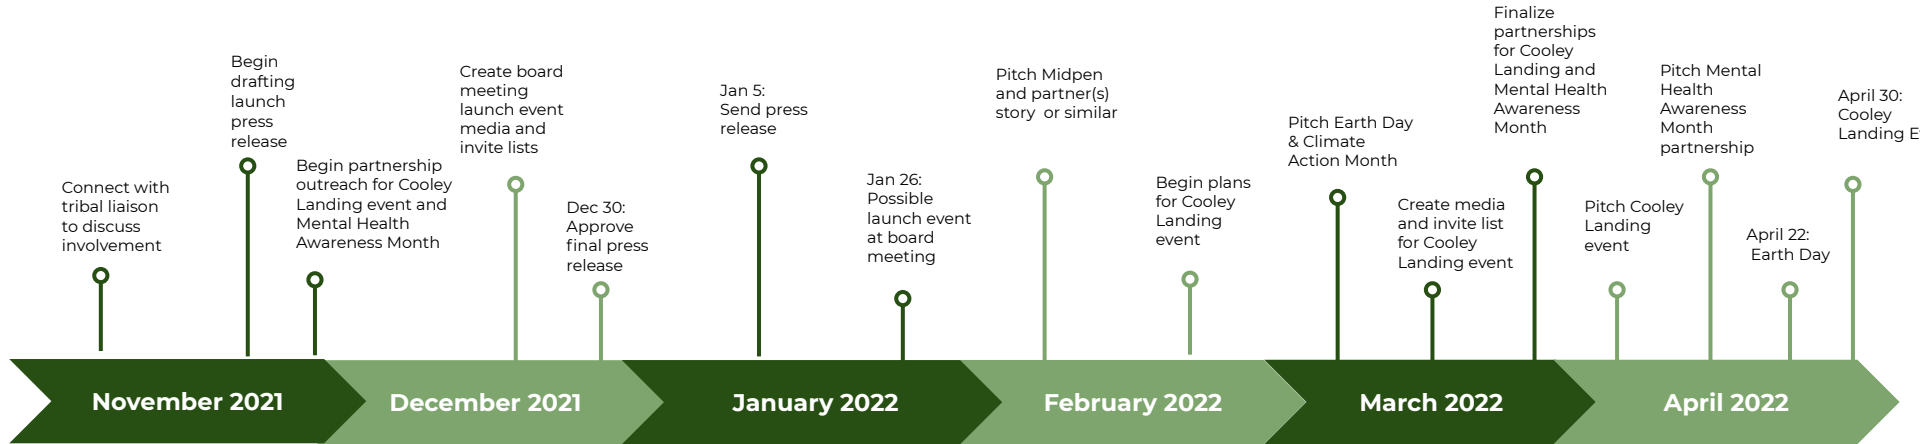 Connect with
tribal liaison
to discuss
involvement
Begin
drafting
launch
press
release
Begin partnership
outreach for Cooley
Landing event and
Mental Health
Awareness Month
Create board
meeting
launch event
media and
invite lists
Dec 30:
Approve
final press
release
Jan 5:
Send press
release
Jan 26:
Possible
launch event
at board
meeting
Pitch Midpen
and partner(s)
story or similar
Begin plans
for Cooley
Landing
event
Pitch Earth Day
& Climate
Action Month
Create media
and invite list
for Cooley
Landing event
Finalize
partnerships
for Cooley
Landing and
Mental Health
Awareness
Month
Pitch Cooley
Landing
event
Pitch Mental
Health
Awareness
Month
partnership
April 22:
Earth Day
April 30:
Cooley
Landing
November 2021
December 2021
January 2022
February 2022
March 2022
April 2022